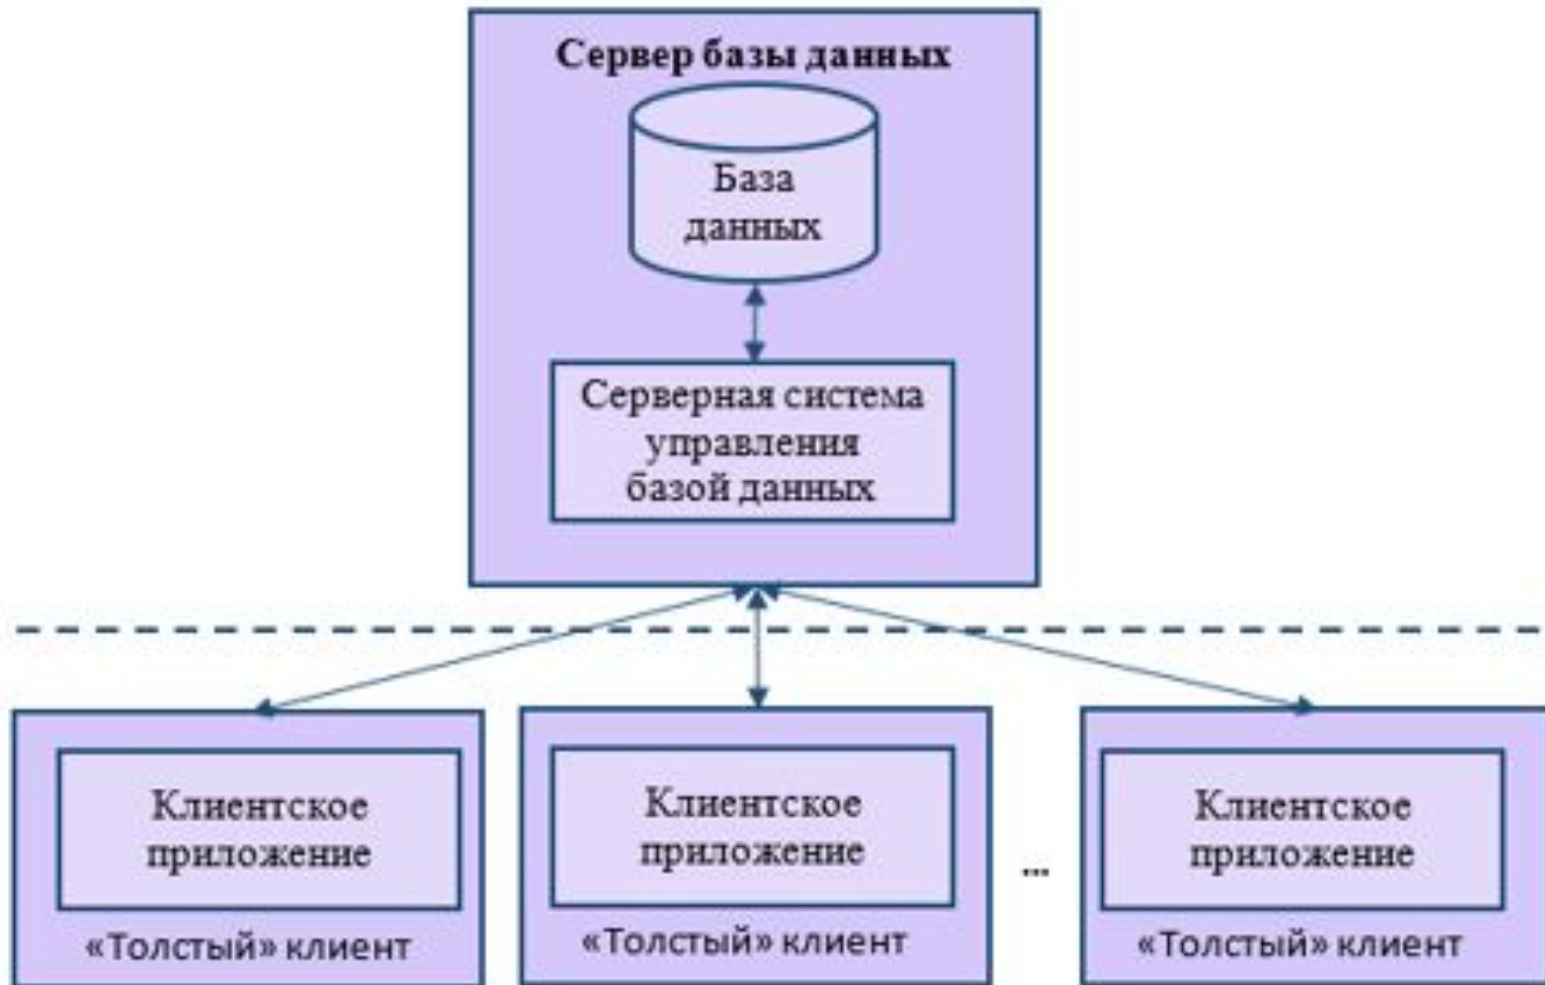 Сервер базы данных
База
данных
Серверная система
управления
базой данных
Клиентское
приложение
«Толстый» клиент
Клиентское
приложение
«Толстый» клиент
...
Клиентское
приложение
«Толстый» клиент